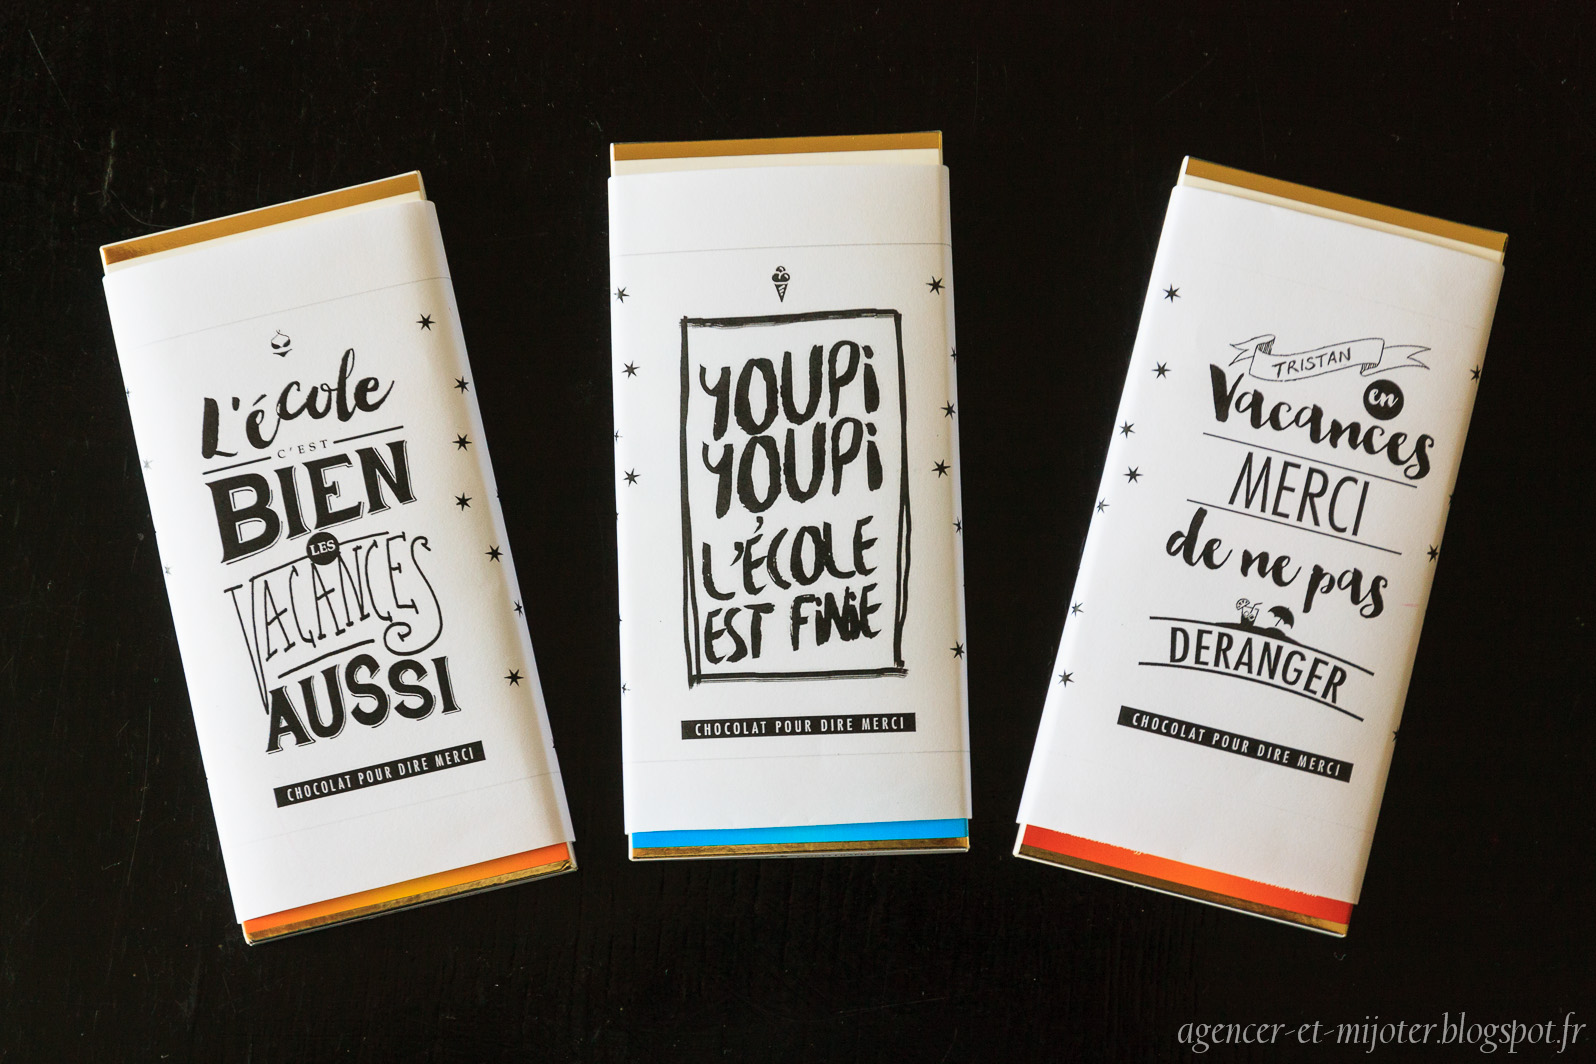 L'école
C'EST
BIEN
LES
VACANCES
AUSSI
CHOCOLAT POUR DIRE MERCI
YOUPi
YOUPi
L'ÉCOLE
EST FiNiE
CHOCOLAT POUR DIRE MERCI
TRISTAN
en
Vacances
MERCI
de ne pas
DERANGER
CHOCOLAT POUR DIRE MERCI
agencer-et-mijoter.blogspot.fr